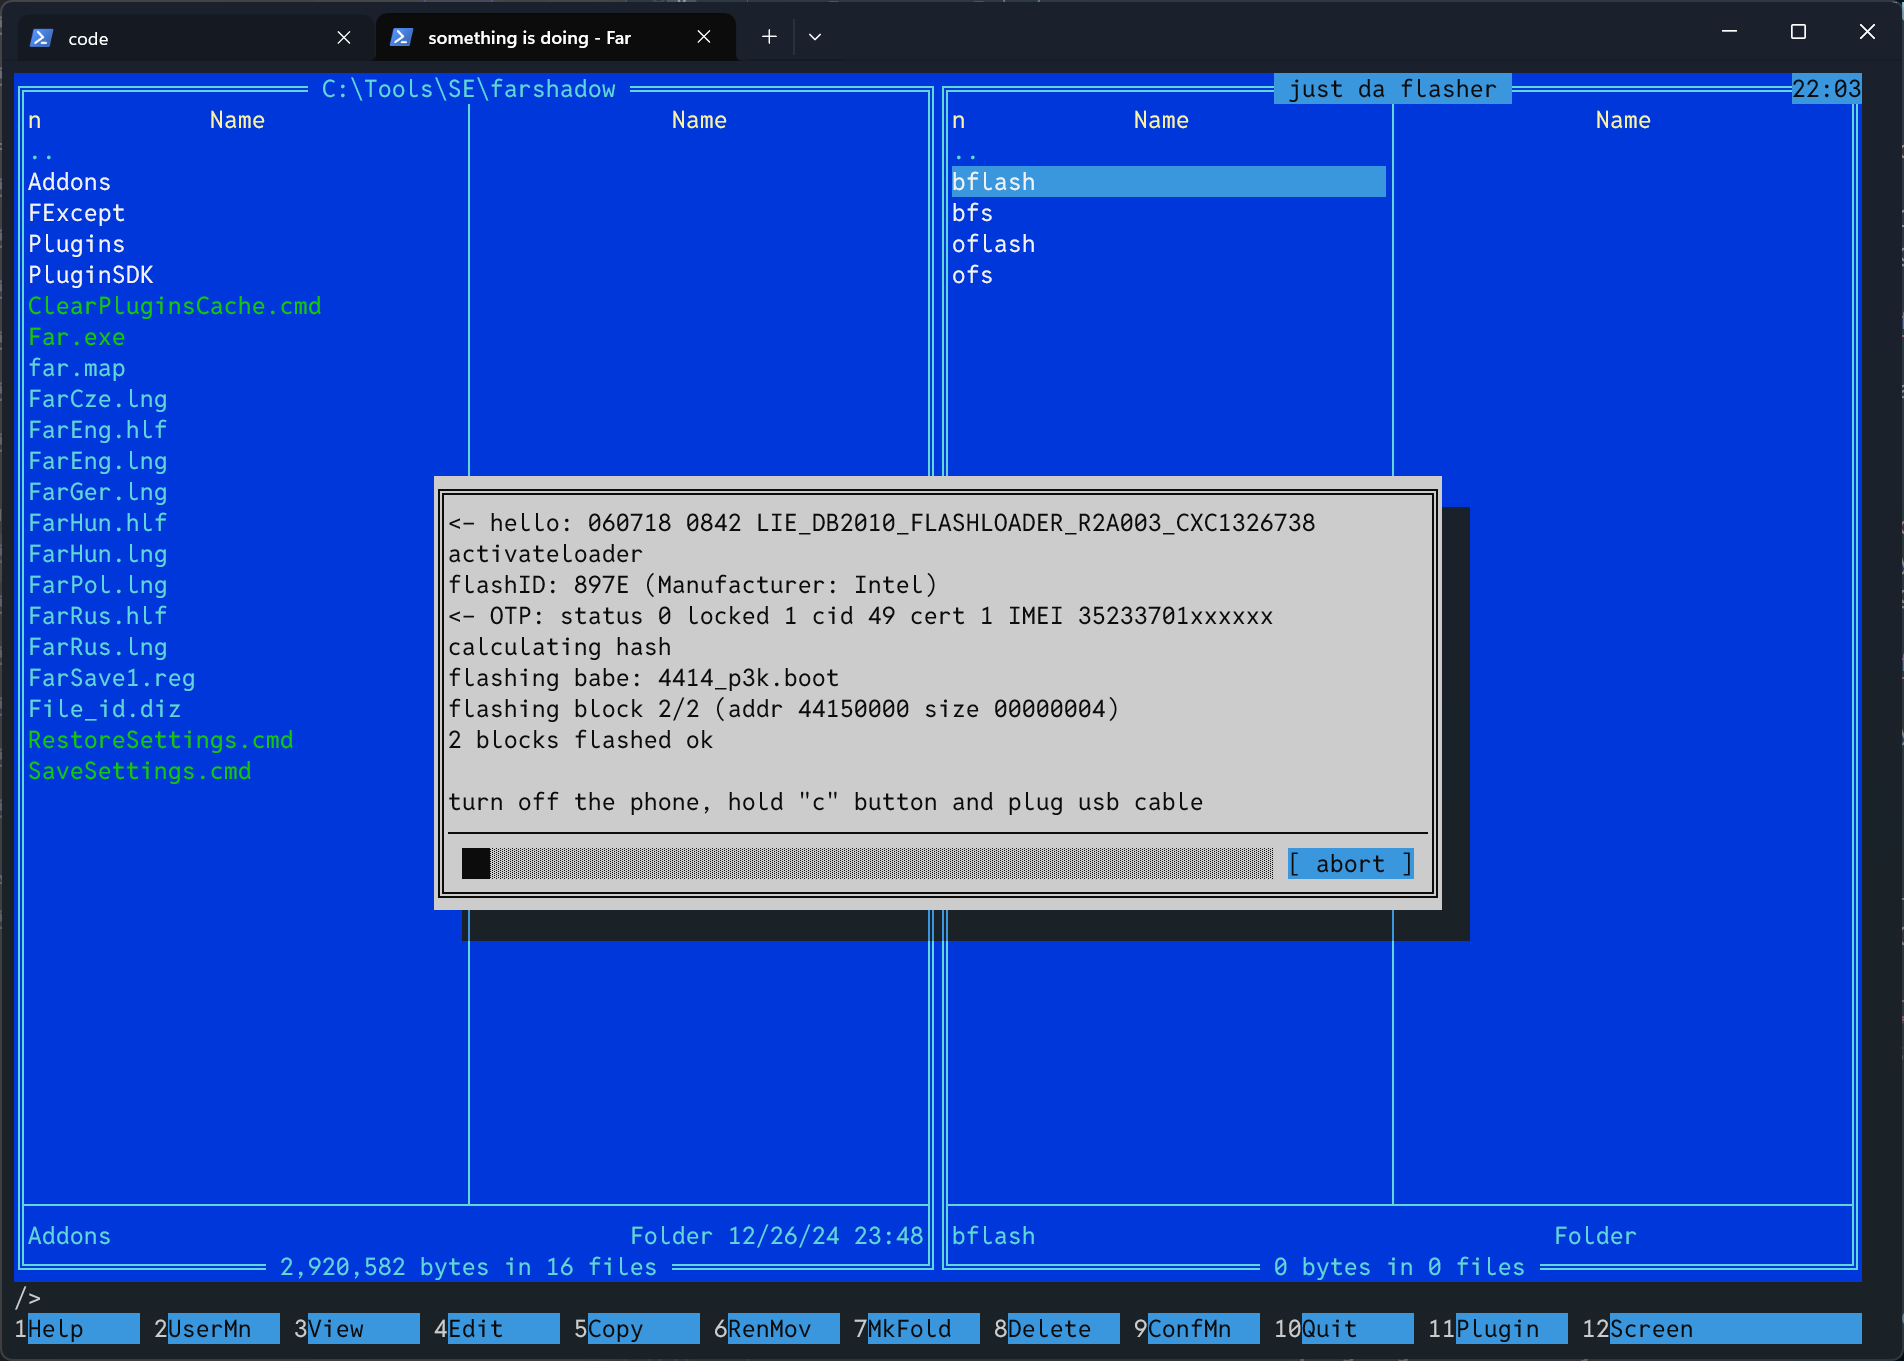 code
something is doing - Far
C:\Tools\SE\farshadow
just da flasher
22:03
n Name Name
n Name Name
..
Addons
FExcept
Plugins
PluginSDK
ClearPluginsCache.cmd
Far.exe
far.map
FarCze.lng
FarEng.hlf
FarEng.lng
FarGer.lng
FarHun.hlf
FarHun.lng
FarPol.lng
FarRus.hlf
FarRus.lng
FarSave1.reg
File_id.diz
RestoreSettings.cmd
SaveSettings.cmd
..
bflash
bfs
oflash
ofs
<- hello: 060718 0842 LIE_DB2010_FLASHLOADER_R2A003_CXC1326738
activateloader
flashID: 897E (Manufacturer: Intel)
<- OTP: status 0 locked 1 cid 49 cert 1 IMEI 35233701xxxxxx
calculating hash
flashing babe: 4414_p3k.boot
flashing block 2/2 (addr 44150000 size 00000004)
2 blocks flashed ok
turn off the phone, hold "c" button and plug usb cable
[ abort ]
Addons Folder 12/26/24 23:48
2,920,582 bytes in 16 files
bflash Folder
0 bytes in 0 files
/>
1Help 2UserMn 3View 4Edit 5Copy 6RenMov 7MkFold 8Delete 9ConfMn 10Quit 11Plugin 12Screen